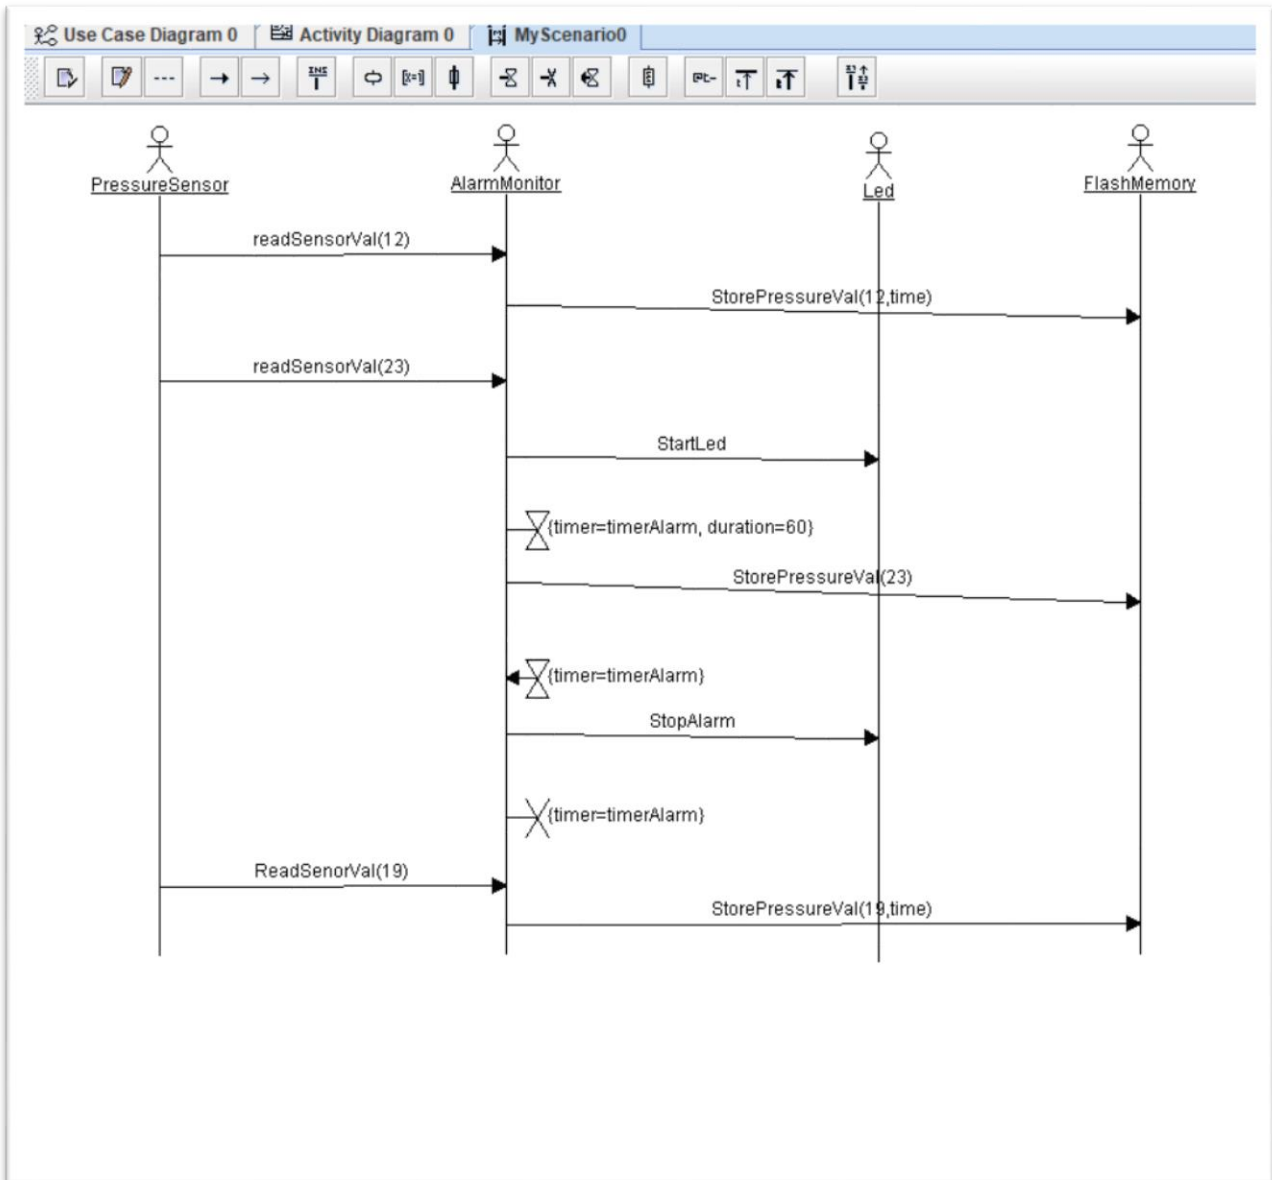 Use Case Diagram 0 Activity Diagram 0 MyScenario0
PressureSensor AlarmMonitor Led FlashMemory
readSensorVal(12)
StorePressureVal(12,time)
readSensorVal(23)
StartLed
{timer=timerAlarm, duration=60}
StorePressureVal(23)
{timer=timerAlarm}
StopAlarm
{timer=timerAlarm}
ReadSenorVal(19)
StorePressureVal(19,time)